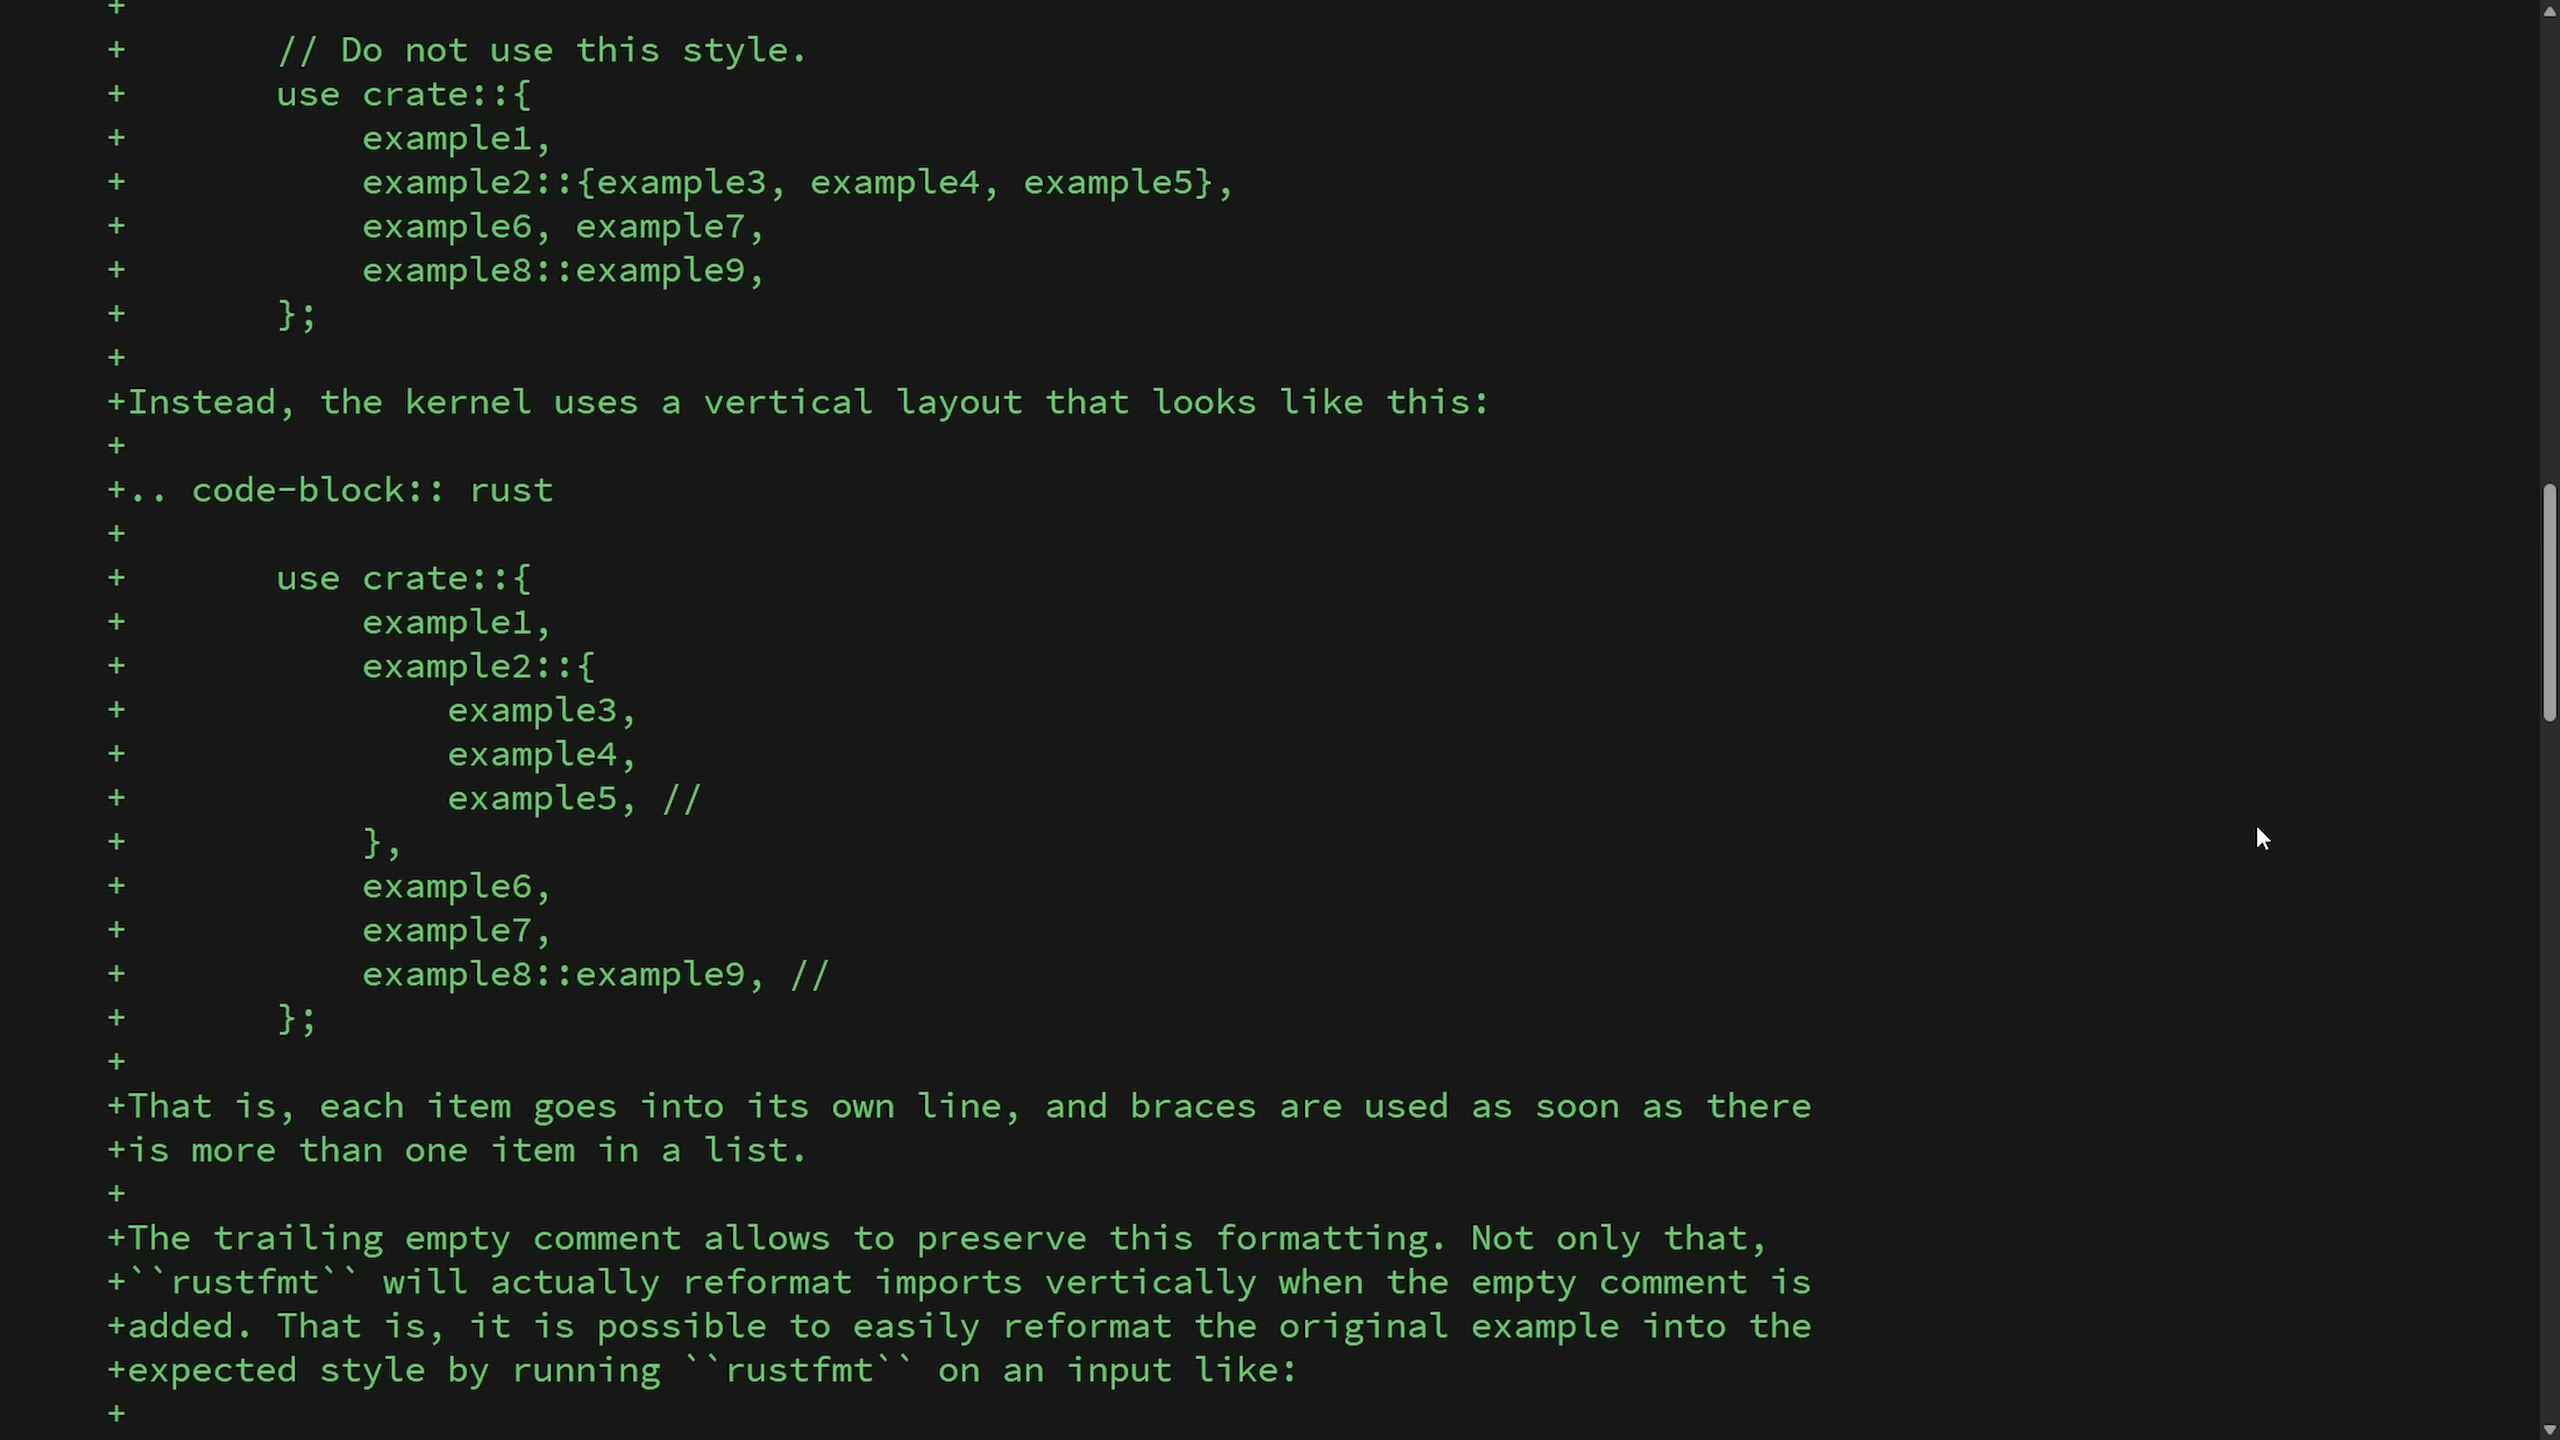 +
+       // Do not use this style.
+       use crate::{
+           example1,
+           example2::{example3, example4, example5},
+           example6, example7,
+           example8::example9,
+       };
+
+Instead, the kernel uses a vertical layout that looks like this:
+
+.. code-block:: rust
+
+       use crate::{
+           example1,
+           example2::{
+               example3,
+               example4,
+               example5, //
+           },
+           example6,
+           example7,
+           example8::example9, //
+       };
+
+That is, each item goes into its own line, and braces are used as soon as there
+is more than one item in a list.
+
+The trailing empty comment allows to preserve this formatting. Not only that,
+``rustfmt`` will actually reformat imports vertically when the empty comment is
+added. That is, it is possible to easily reformat the original example into the
+expected style by running ``rustfmt`` on an input like:
+